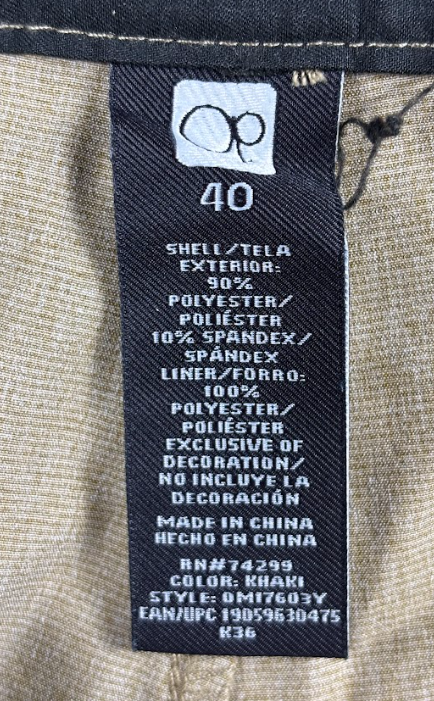 Op
40
SHELL/TELA
EXTERIOR:
90%
POLYESTER/
POLIÉSTER
10% SPANDEX/
SPÁNDEX
LINER/FORRO:
100%
POLYESTER/
POLIÉSTER
EXCLUSIVE OF
DECORATION/
NO INCLUYE LA
DECORACIÓN
MADE IN CHINA
HECHO EN CHINA
RN#74299
COLOR: KHAKI
STYLE: OM17603Y
EAN/UPC 19059630475
K36